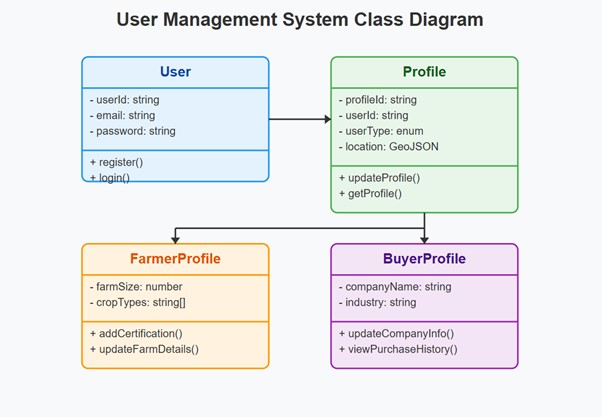 User Management System Class Diagram
User
- userId: string
- email: string
- password: string
+ register()
+ login()
Profile
- profileId: string
- userId: string
- userType: enum
- location: GeoJSON
+ updateProfile()
+ getProfile()
FarmerProfile
- farmSize: number
- cropTypes: string[]
+ addCertification()
+ updateFarmDetails()
BuyerProfile
- companyName: string
- industry: string
+ updateCompanyInfo()
+ viewPurchaseHistory()